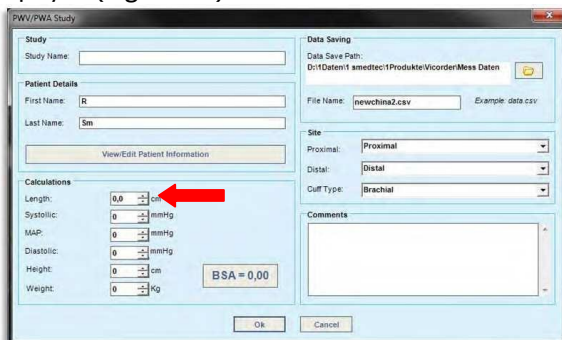 PWV/PWA Study
Study
Study Name:
Patient Details
First Name: R
Last Name: Sm
View/Edit Patient Information
Calculations
Length: 0,0 cm
Systollic: 0 mmHg
MAP: 0 mmHg
Diastolic: 0 mmHg
Height: 0 cm
Weight: 0 Kg
BSA = 0,00
Data Saving
Data Save Path:
D:\1Daten\1 smedtec\1Produkte\Vicorder\Mess Daten
File Name: newchina2.csv Example: data.csv
Site
Proximal: Proximal
Distal: Distal
Cuff Type: Brachial
Comments
Ok Cancel